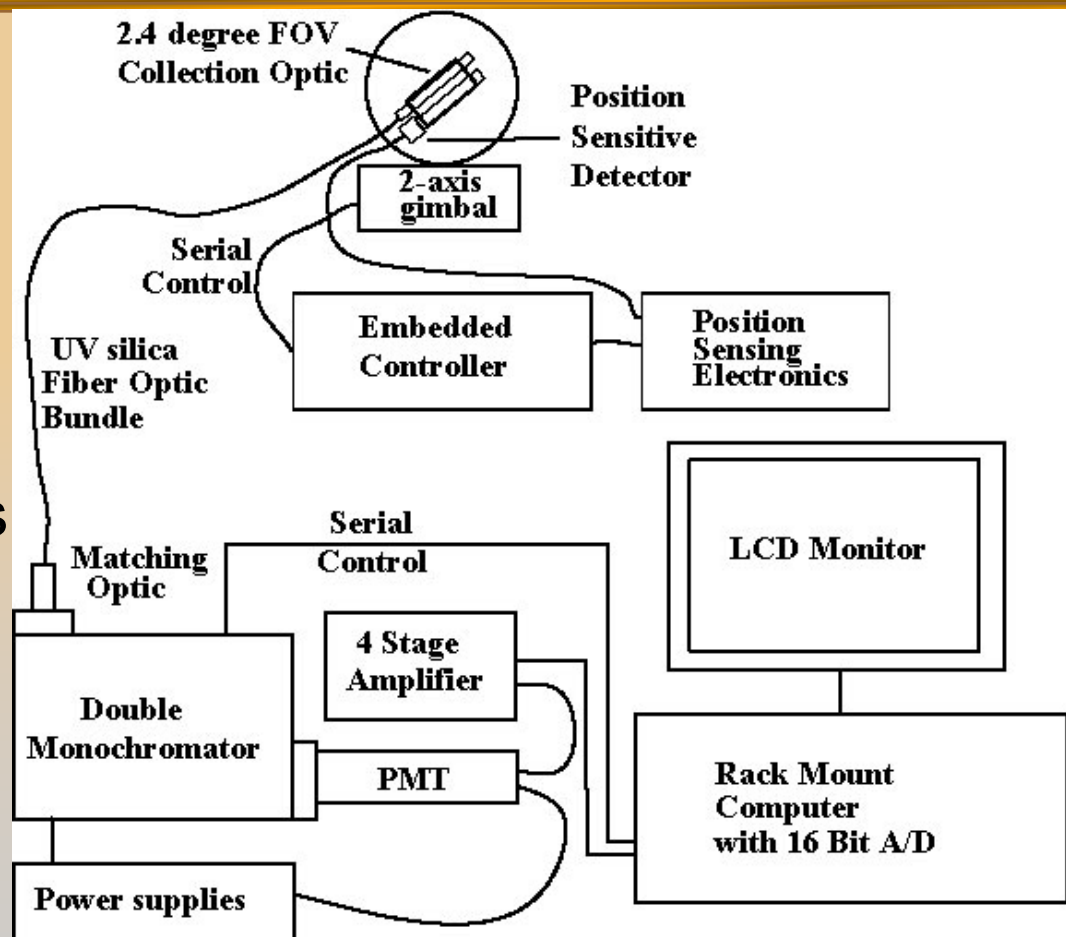 2.4 degree FOV
Collection Optic
Position
Sensitive
Detector
2-axis
gimbal
Serial
Control
Embedded
Controller
Position
Sensing
Electronics
UV silica
Fiber Optic
Bundle
s
Matching
Optic
Serial
Control
LCD Monitor
4 Stage
Amplifier
Double
Monochromator
PMT
Rack Mount
Computer
with 16 Bit A/D
Power supplies